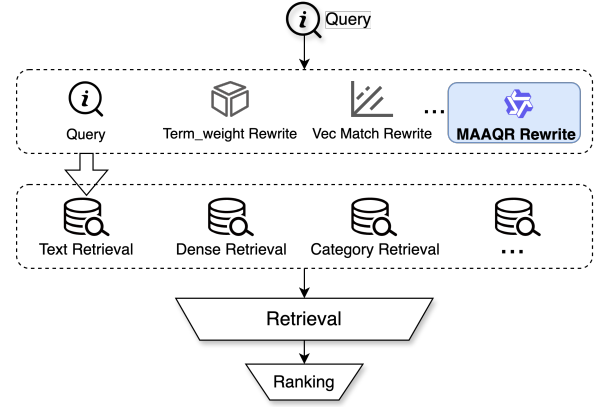 Query
Query
Term_weight Rewrite
Vec Match Rewrite
...
MAAQR Rewrite
Text Retrieval
Dense Retrieval
Category Retrieval
...
Retrieval
Ranking